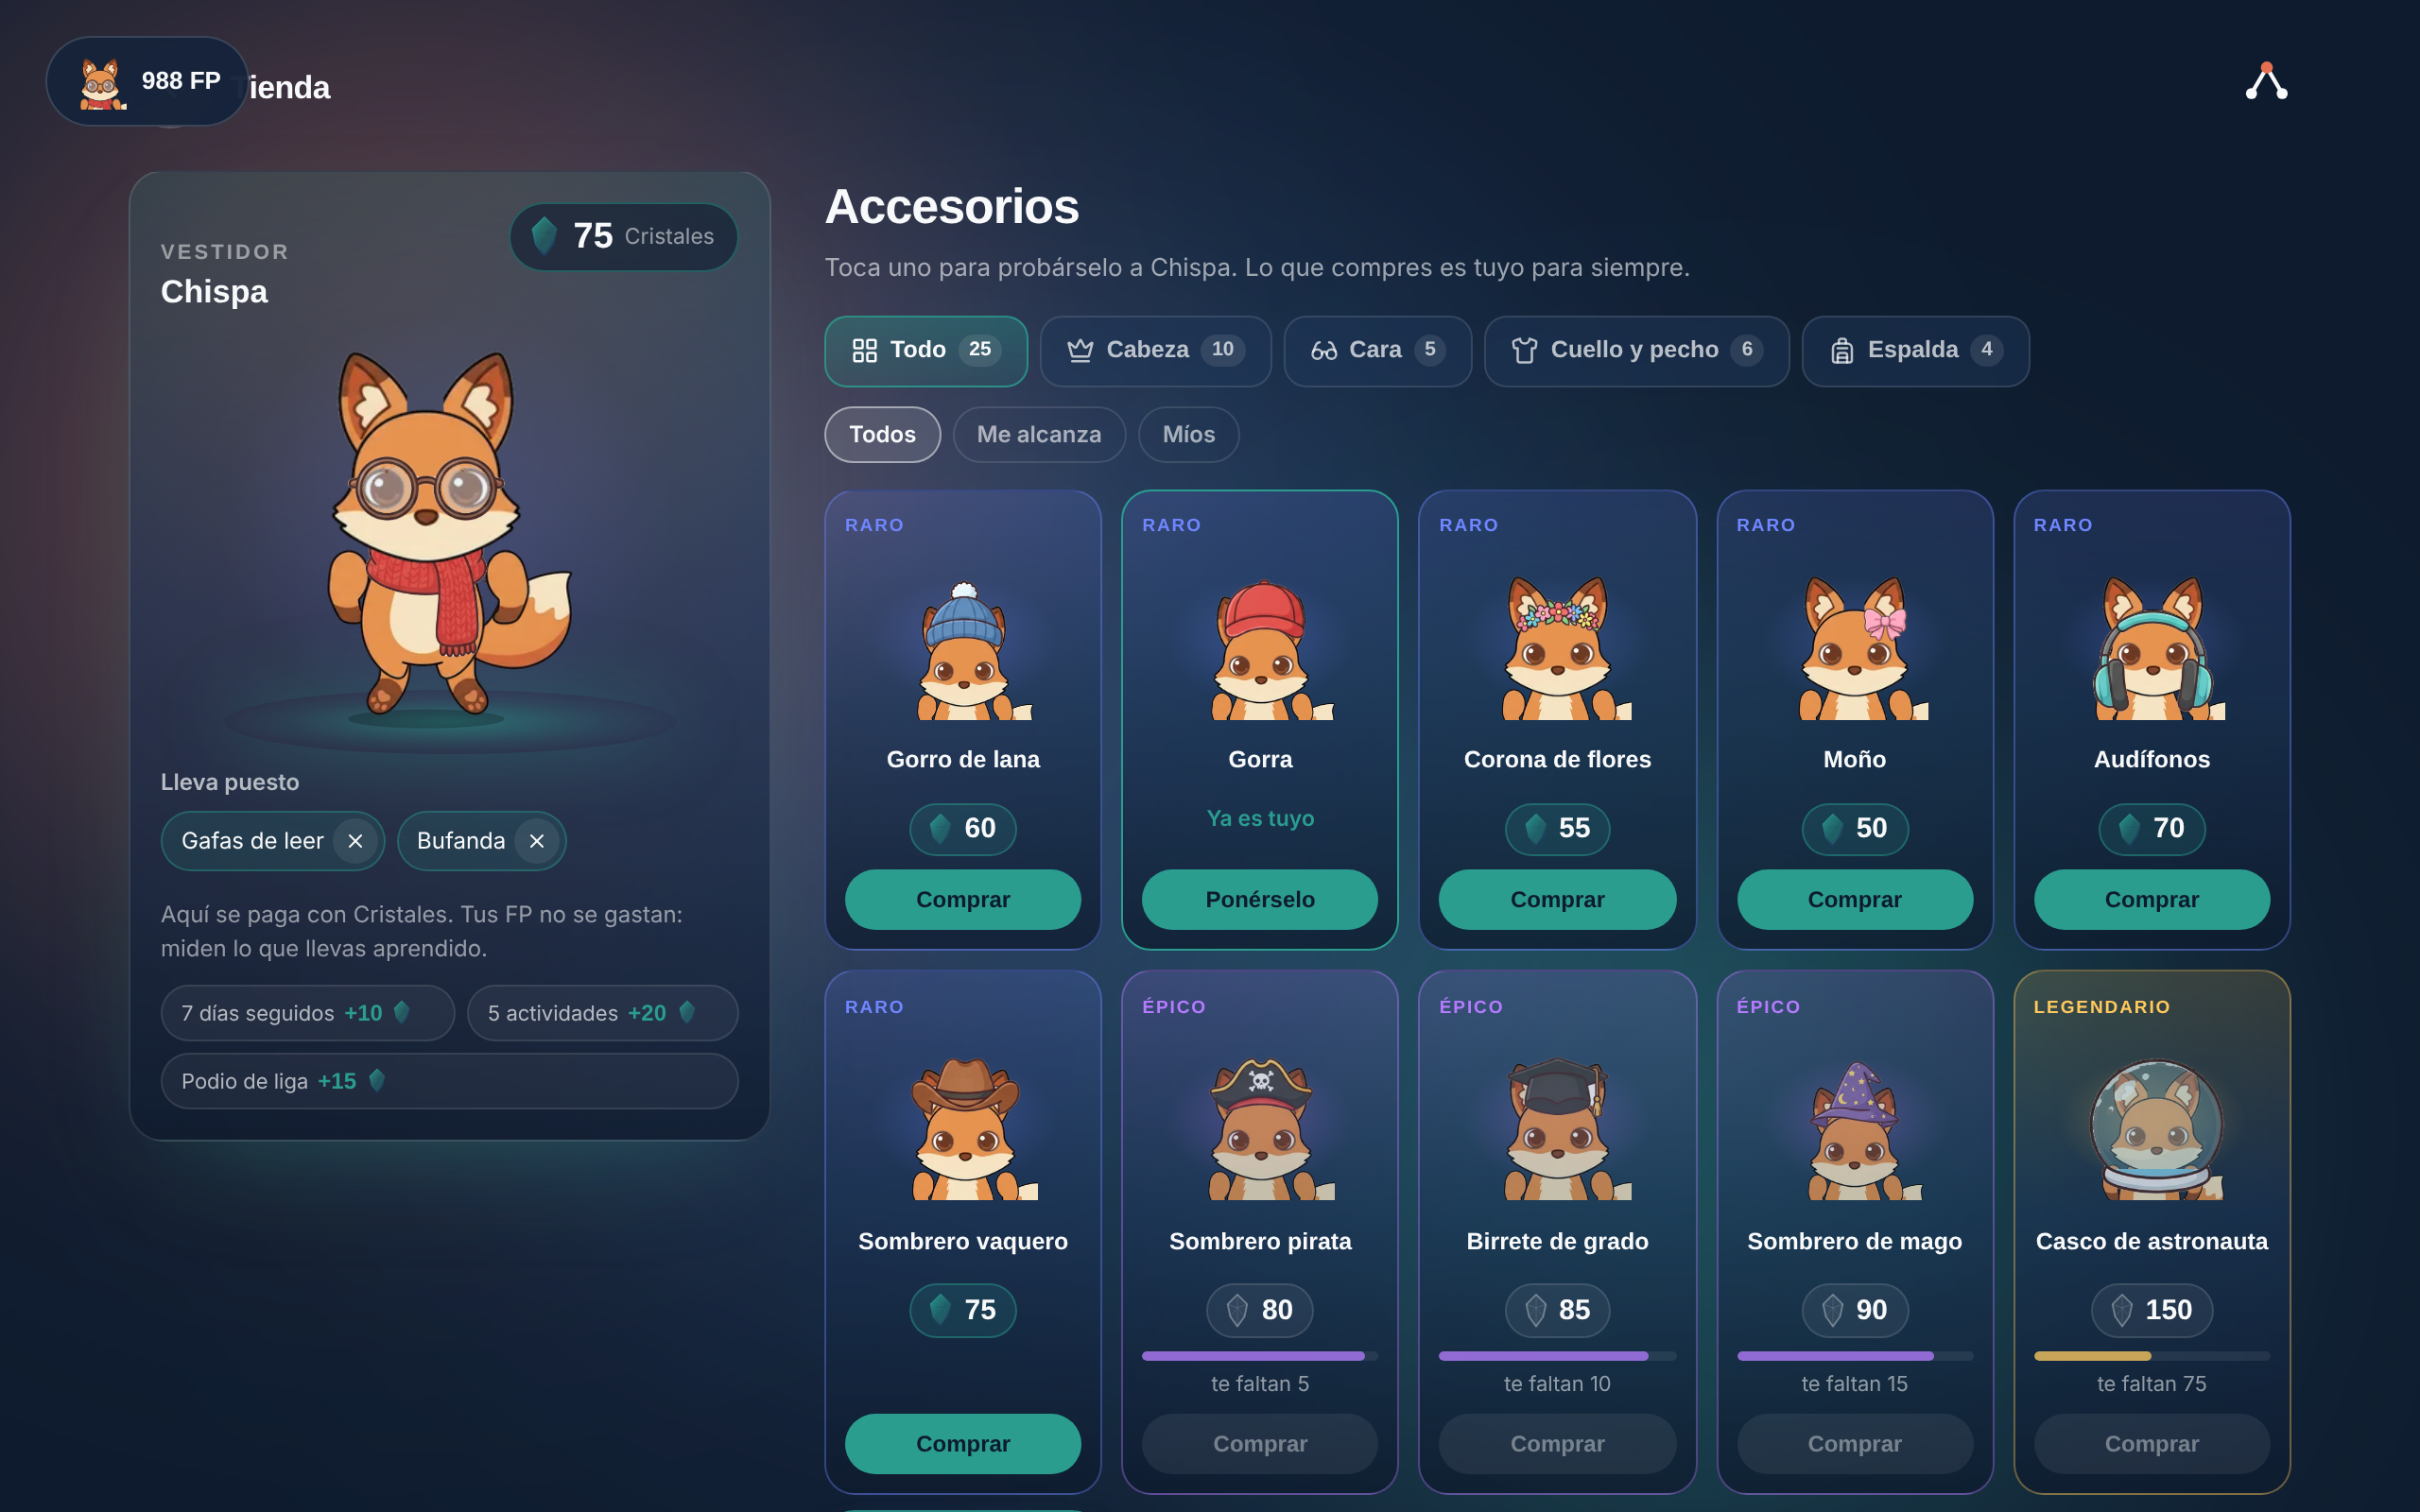 988 FP
Tienda
VESTIDOR
Chispa
75 Cristales
Lleva puesto
Gafas de leer
Bufanda
Aquí se paga con Cristales. Tus FP no se gastan:
miden lo que llevas aprendido.
7 días seguidos +10
5 actividades +20
Podio de liga +15
Accesorios
Toca uno para probárselo a Chispa. Lo que compres es tuyo para siempre.
Todo 25
Cabeza 10
Cara 5
Cuello y pecho 6
Espalda 4
Todos
Me alcanza
Míos
RARO
Gorro de lana
60
Comprar
RARO
Gorra
Ya es tuyo
Ponérselo
RARO
Corona de flores
55
Comprar
RARO
Moño
50
Comprar
RARO
Audífonos
70
Comprar
RARO
Sombrero vaquero
75
Comprar
ÉPICO
Sombrero pirata
80
te faltan 5
Comprar
ÉPICO
Birrete de grado
85
te faltan 10
Comprar
ÉPICO
Sombrero de mago
90
te faltan 15
Comprar
LEGENDARIO
Casco de astronauta
150
te faltan 75
Comprar